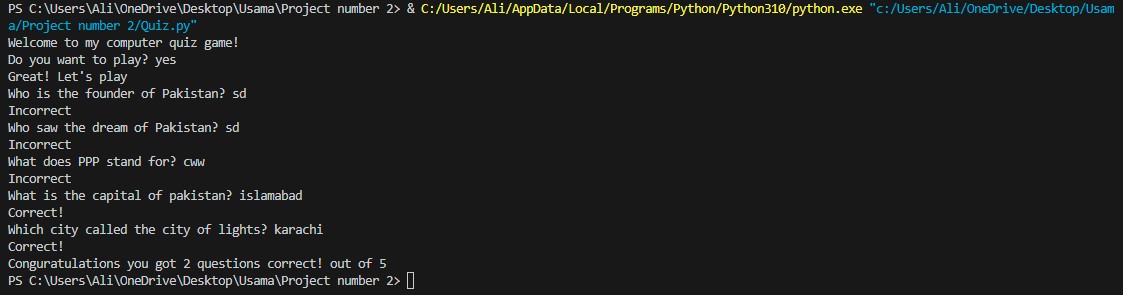 PS C:\Users\Ali\OneDrive\Desktop\Usama\Project number 2> & C:/Users/Ali/AppData/Local/Programs/Python/Python310/python.exe "c:/Users/Ali/OneDrive/Desktop/Usam
a/Project number 2/Quiz.py"
Welcome to my computer quiz game!
Do you want to play? yes
Great! Let's play
Who is the founder of Pakistan? sd
Incorrect
Who saw the dream of Pakistan? sd
Incorrect
What does PPP stand for? cww
Incorrect
What is the capital of pakistan? islamabad
Correct!
Which city called the city of lights? karachi
Correct!
Conguratulations you got 2 questions correct! out of 5
PS C:\Users\Ali\OneDrive\Desktop\Usama\Project number 2>